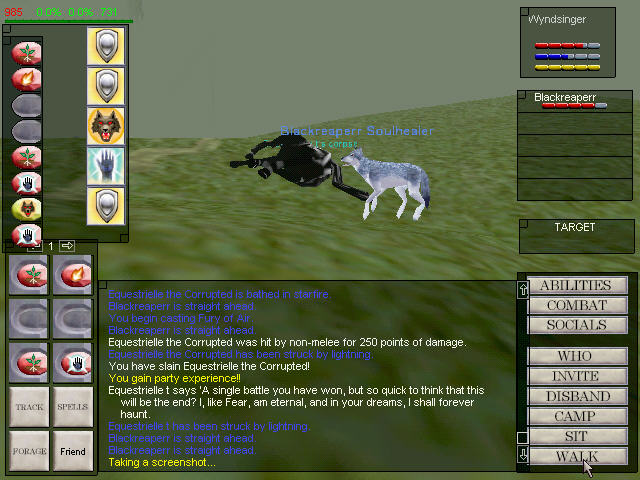 985 0.0% 0.0% 731
Wyndsinger
Blackreaperr
Blackreaperr Soulhealer
t's corpse
TARGET
1
TRACK
SPELLS
FORAGE
Friend
Equestrielle the Corrupted is bathed in starfire.
Blackreaperr is straight ahead.
You begin casting Fury of Air.
Blackreaperr is straight ahead.
Equestrielle the Corrupted was hit by non-melee for 250 points of damage.
Equestrielle the Corrupted has been struck by lightning.
You have slain Equestrielle the Corrupted!
You gain party experience!!
Equestrielle t says 'A single battle you have won, but so quick to think that this
will be the end? I, like Fear, am eternal, and in your dreams, I shall forever
haunt.
Equestrielle t has been struck by lightning.
Blackreaperr is straight ahead.
Blackreaperr is straight ahead.
Taking a screenshot...
ABILITIES
COMBAT
SOCIALS
WHO
INVITE
DISBAND
CAMP
SIT
WALK